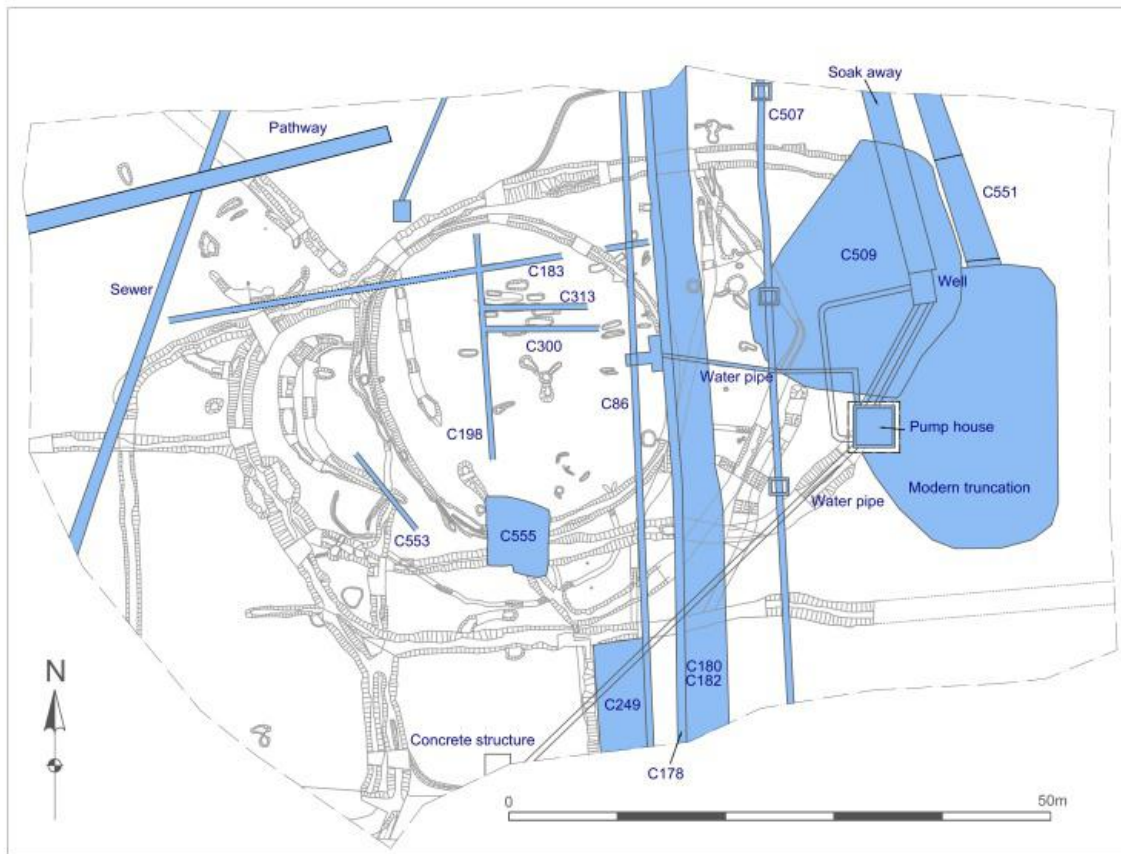 Soak away
C507
Pathway
C551
C509
C183
Well
Sewer
C313
C300
Water pipe
C86
C198
Pump house
Modern truncation
Water pipe
C553
C555
N
C180
C182
C249
Concrete structure
C178
0
50m